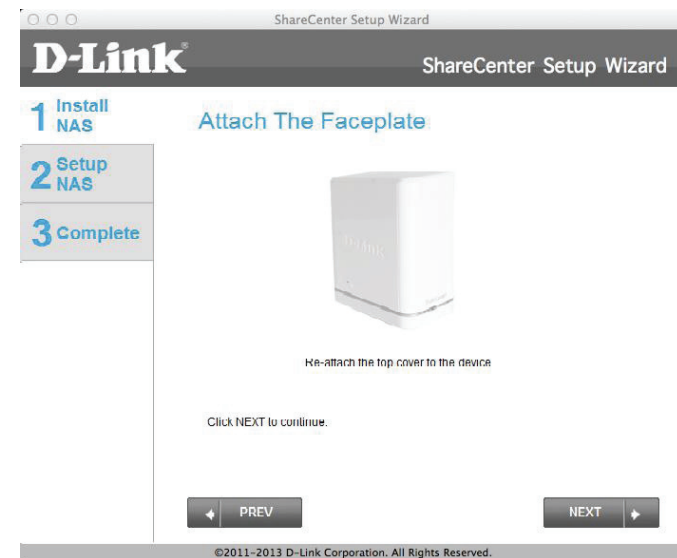 ShareCenter Setup Wizard
D-Link®
ShareCenter Setup Wizard
1 Install
NAS
2 Setup
NAS
3 Complete
Attach The Faceplate
D-Link
Re-attach the top cover to the device
Click NEXT to continue.
PREV
NEXT
©2011-2013 D-Link Corporation. All Rights Reserved.